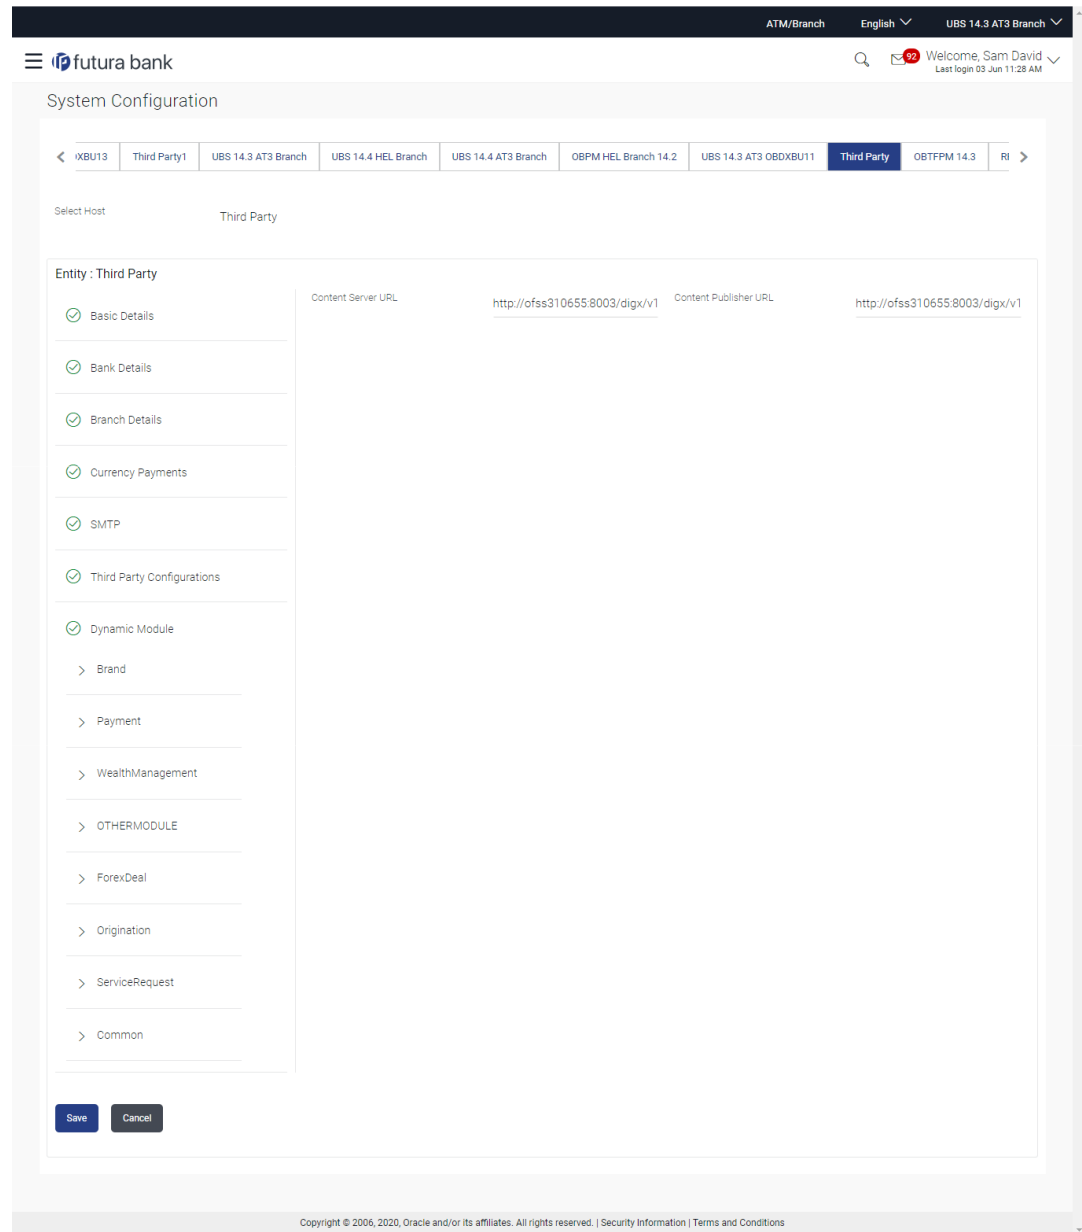 ATM/Branch English UBS 14.3 AT3 Branch
futura bank 92 Welcome, Sam David
Last login 03 Jun 11:28 AM
System Configuration
XBU13 Third Party1 UBS 14.3 AT3 Branch UBS 14.4 HEL Branch UBS 14.4 AT3 Branch OBPM HEL Branch 14.2 UBS 14.3 AT3 OBDXBU11 Third Party OBTFPM 14.3
Select Host Third Party
Entity : Third Party
Content Server URL http://ofss310655:8003/digx/v1 Content Publisher URL http://ofss310655:8003/digx/v1
Basic Details
Bank Details
Branch Details
Currency Payments
SMTP
Third Party Configurations
Dynamic Module
Brand
Payment
WealthManagement
OTHERMODULE
ForexDeal
Origination
ServiceRequest
Common
Save Cancel
Copyright © 2006, 2020, Oracle and/or its affiliates. All rights reserved. | Security Information | Terms and Conditions